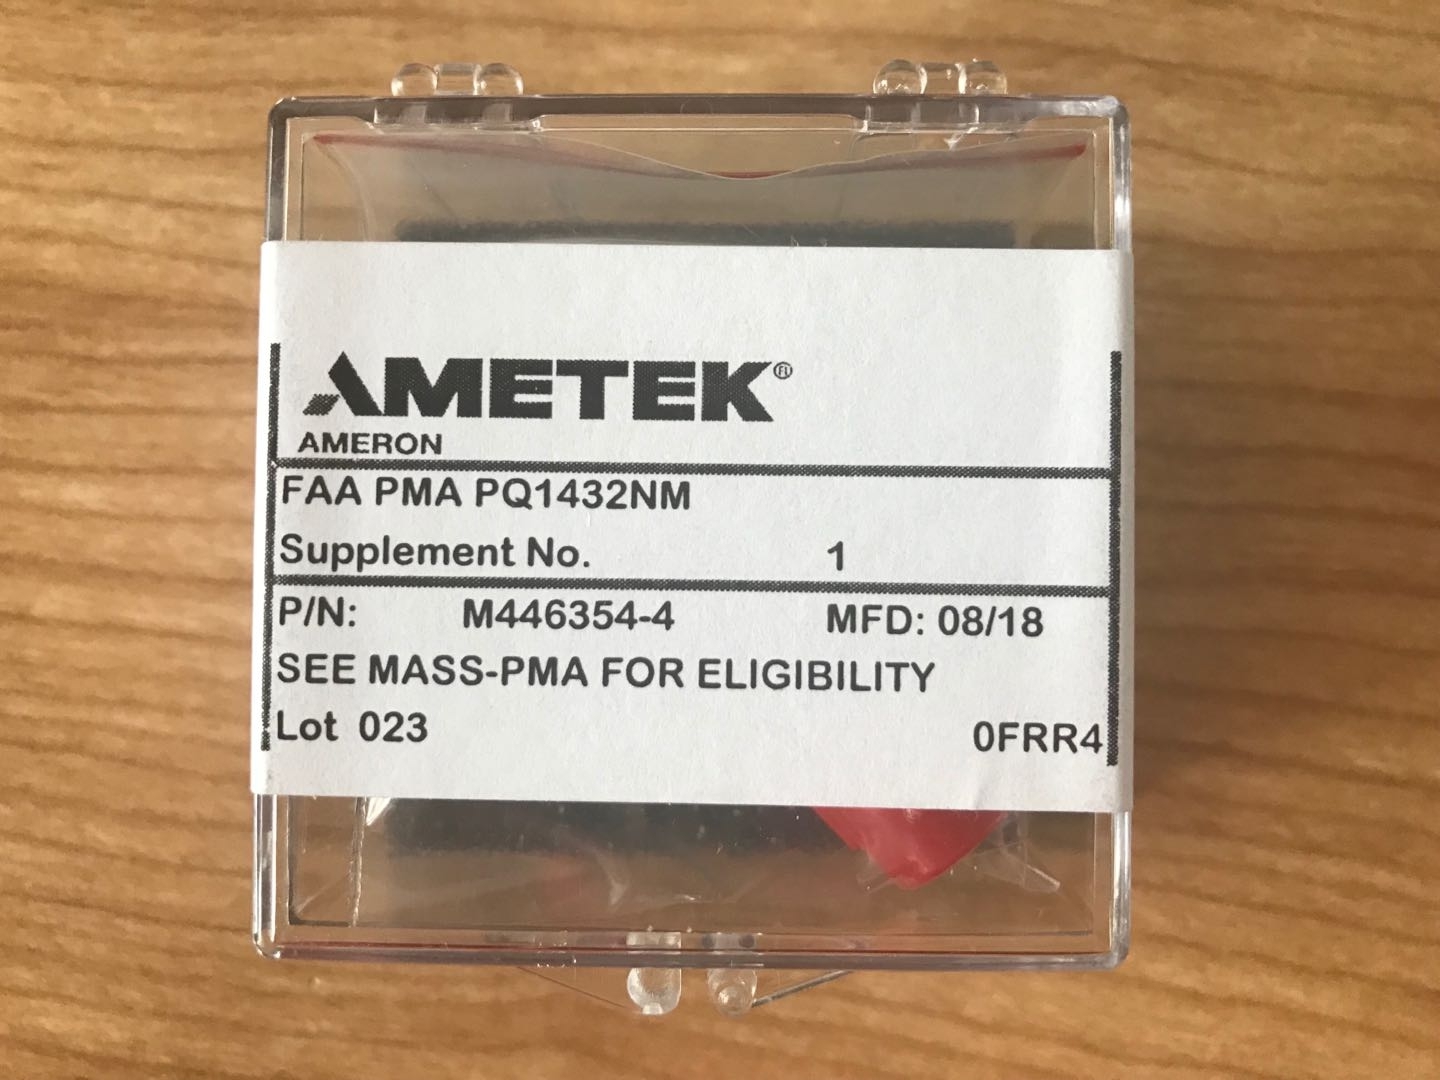 AMETEK®
AMERON
FAA PMA PQ1432NM
Supplement No. 1
P/N: M446354-4 MFD: 08/18
SEE MASS-PMA FOR ELIGIBILITY
Lot 023 0FRR4